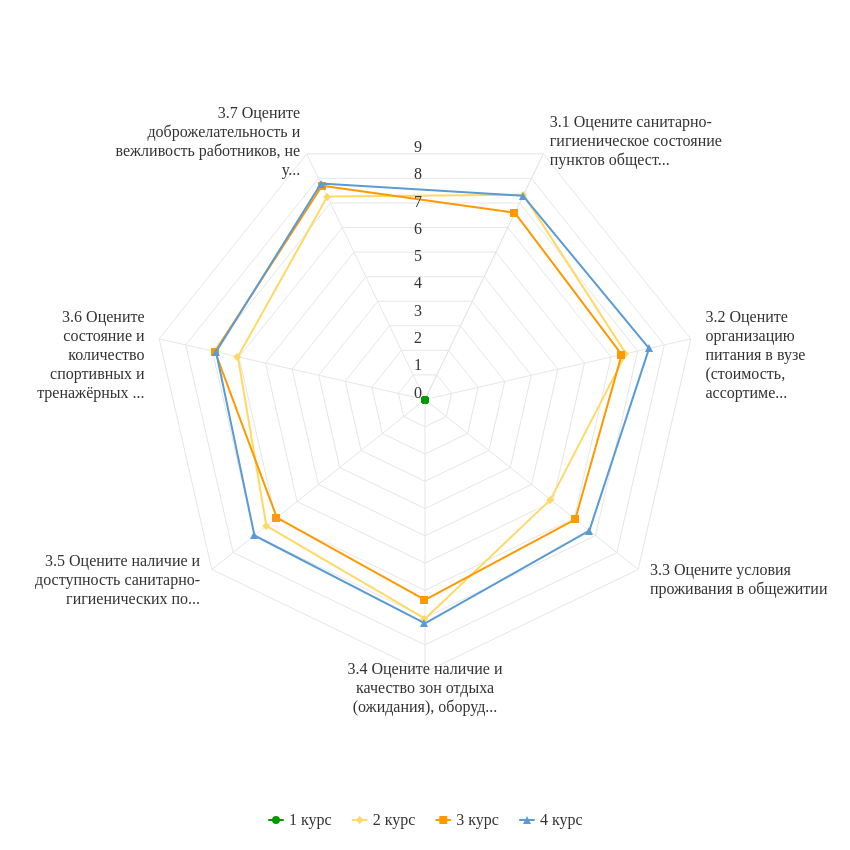 3.7 Оцените
доброжелательность и
вежливость работников, не
у...
3.1 Оцените санитарно-
гигиеническое состояние
пунктов общест...
9
8
7
6
5
4
3
2
1
0
3.6 Оцените
состояние и
количество
спортивных и
тренажёрных ...
3.2 Оцените
организацию
питания в вузе
(стоимость,
ассортиме...
3.5 Оцените наличие и
доступность санитарно-
гигиенических по...
3.3 Оцените условия
проживания в общежитии
3.4 Оцените наличие и
качество зон отдыха
(ожидания), оборуд...
1 курс 2 курс 3 курс 4 курс